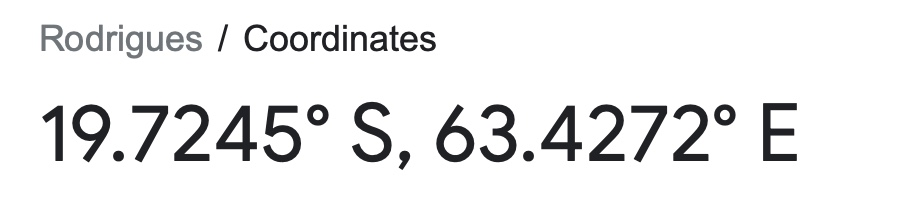 Rodrigues / Coordinates
19.7245° S, 63.4272° E